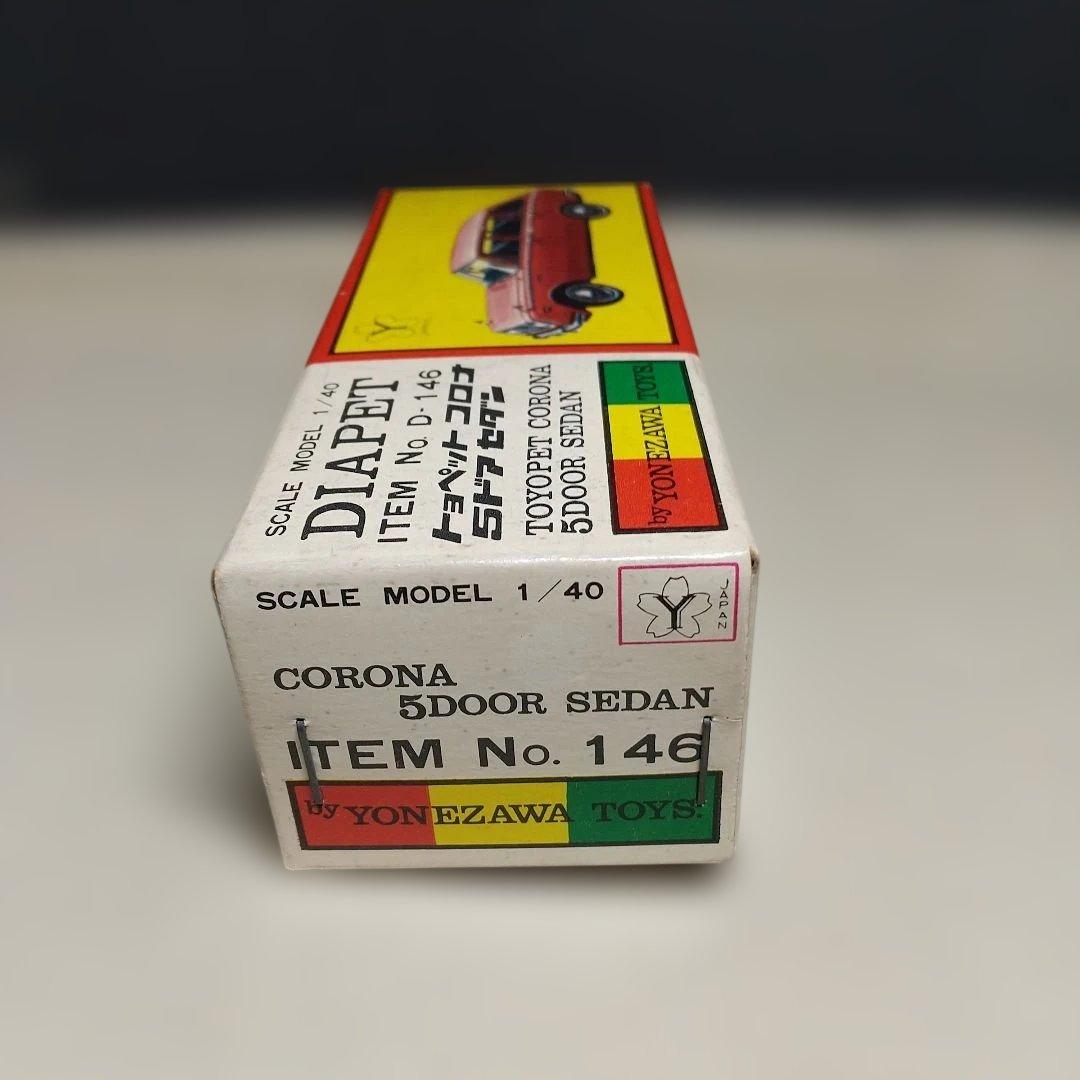 SCALE MODEL 1/40
DIAPET
ITEM No. D-146
トヨペット コロナ
5ドア セダン
TOYOPET CORONA
5DOOR SEDAN
by YONEZAWA TOYS.
SCALE MODEL 1/40
Y
JAPAN
CORONA
5DOOR SEDAN
ITEM No. 146
by YONEZAWA TOYS.
Y